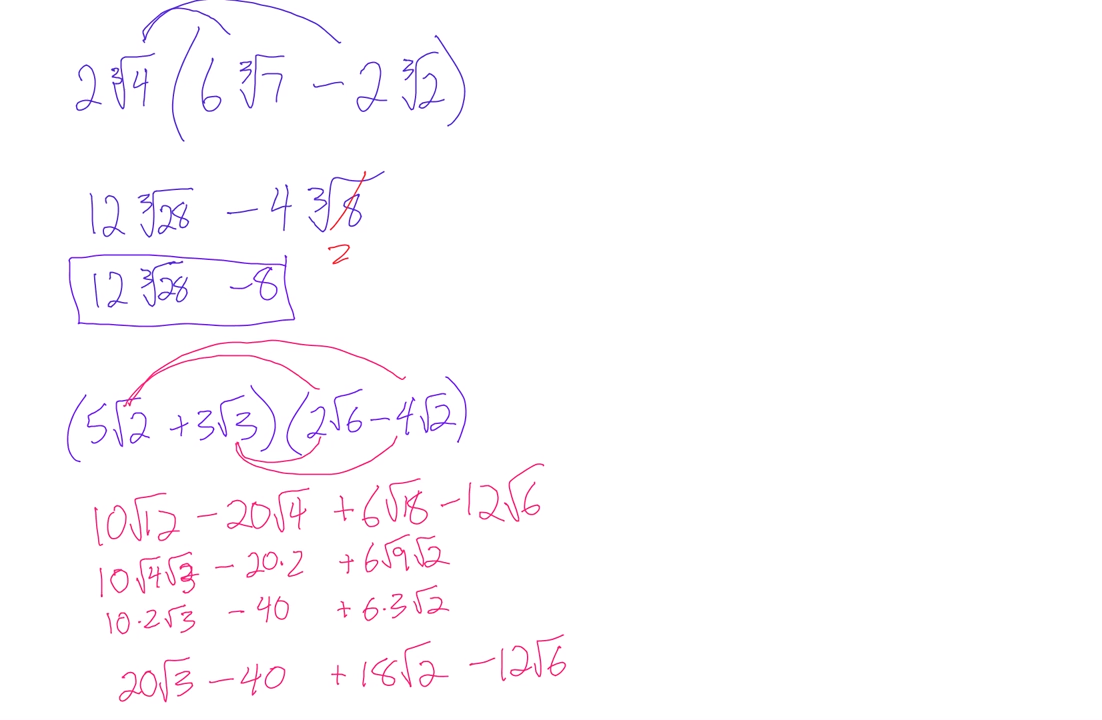 2∛4 (6∛7 − 2∛2)
12∛28 − 4∛8
2
12∛28 − 8
(5√2 + 3√3)(2√6 − 4√2)
10√12 − 20√4 + 6√18 − 12√6
10√4√3 − 20·2 + 6√9√2
10·2√3 − 40 + 6·3√2
20√3 − 40 + 18√2 − 12√6